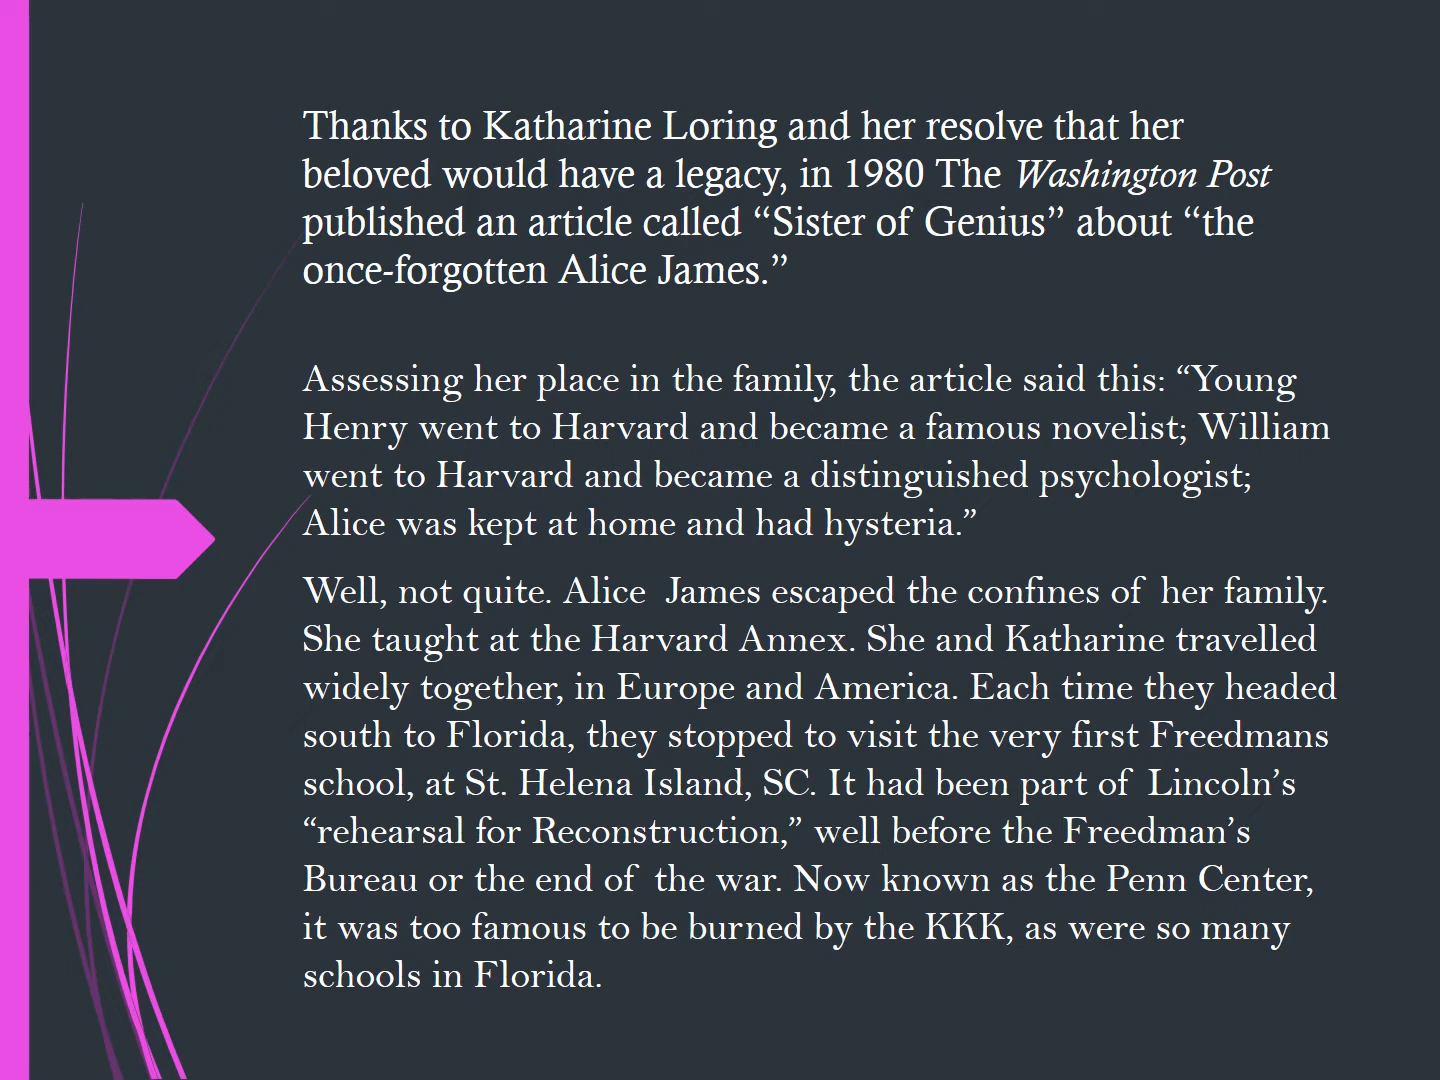 Thanks to Katharine Loring and her resolve that her
beloved would have a legacy, in 1980 The Washington Post
published an article called “Sister of Genius” about “the
once-forgotten Alice James.”
Assessing her place in the family, the article said this: “Young
Henry went to Harvard and became a famous novelist; William
went to Harvard and became a distinguished psychologist;
Alice was kept at home and had hysteria.”
Well, not quite. Alice James escaped the confines of her family.
She taught at the Harvard Annex. She and Katharine travelled
widely together, in Europe and America. Each time they headed
south to Florida, they stopped to visit the very first Freedmans
school, at St. Helena Island, SC. It had been part of Lincoln’s
“rehearsal for Reconstruction,” well before the Freedman’s
Bureau or the end of the war. Now known as the Penn Center,
it was too famous to be burned by the KKK, as were so many
schools in Florida.